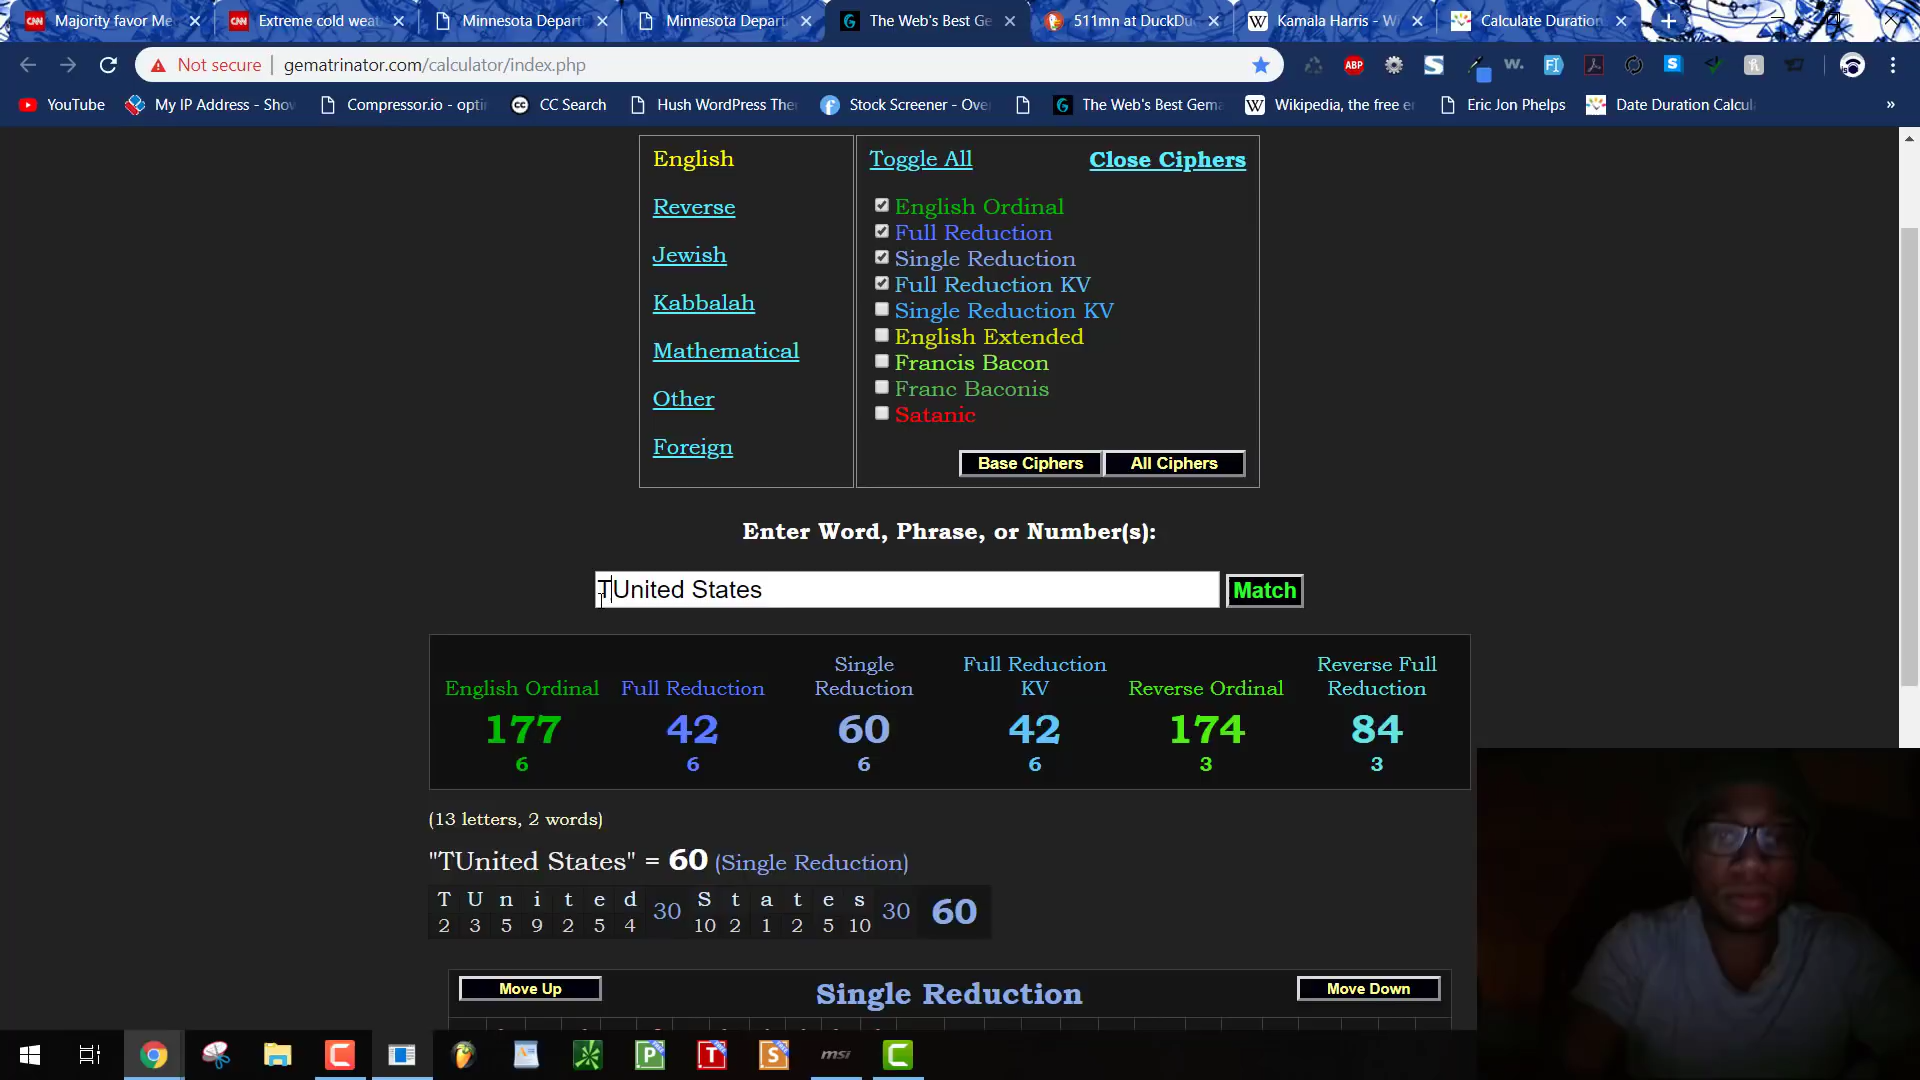 Majority favor Me
Extreme cold weat
Minnesota Depart
Minnesota Depart
The Web's Best Ge
511mn at DuckDu
Kamala Harris - W
Calculate Duration
Not secure
gematrinator.com/calculator/index.php
ABP
YouTube
My IP Address - Show
Compressor.io - optim
CC Search
Hush WordPress The
Stock Screener - Over
The Web's Best Gema
Wikipedia, the free en
Eric Jon Phelps
Date Duration Calcul
English
Reverse
Jewish
Kabbalah
Mathematical
Other
Foreign
Toggle All
Close Ciphers
English Ordinal
Full Reduction
Single Reduction
Full Reduction KV
Single Reduction KV
English Extended
Francis Bacon
Franc Baconis
Satanic
Base Ciphers
All Ciphers
Enter Word, Phrase, or Number(s):
TUnited States
Match
English Ordinal
177
6
Full Reduction
42
6
Single Reduction
60
6
Full Reduction KV
42
6
Reverse Ordinal
174
3
Reverse Full Reduction
84
3
(13 letters, 2 words)
"TUnited States" = 60 (Single Reduction)
T U n i t e d 30 S t a t e s 30 60
2 3 5 9 2 5 4 10 2 1 2 5 10
Move Up
Single Reduction
Move Down
msi